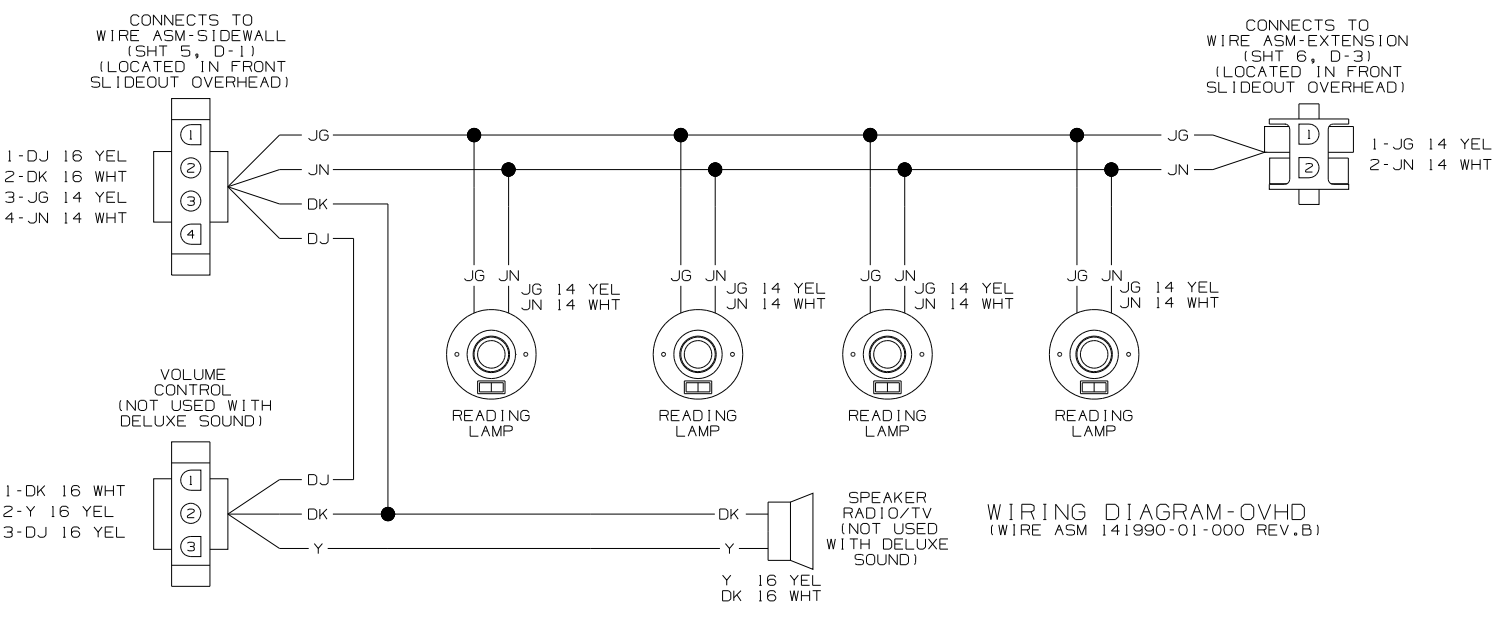 CONNECTS TO
WIRE ASM-SIDEWALL
(SHT 5, D-1)
(LOCATED IN FRONT
SLIDEOUT OVERHEAD)
CONNECTS TO
WIRE ASM-EXTENSION
(SHT 6, D-3)
(LOCATED IN FRONT
SLIDEOUT OVERHEAD)
1-DJ 16 YEL
2-DK 16 WHT
3-JG 14 YEL
4-JN 14 WHT
1
2
3
4
JG
JN
DK
DJ
JG
JN
1
2
1-JG 14 YEL
2-JN 14 WHT
JG JN
JG 14 YEL
JN 14 WHT
JG JN
JG 14 YEL
JN 14 WHT
JG JN
JG 14 YEL
JN 14 WHT
JG JN
JG 14 YEL
JN 14 WHT
READING
LAMP
READING
LAMP
READING
LAMP
READING
LAMP
VOLUME
CONTROL
(NOT USED WITH
DELUXE SOUND)
1-DK 16 WHT
2-Y 16 YEL
3-DJ 16 YEL
1
2
3
DJ
DK
Y
DK
Y
Y 16 YEL
DK 16 WHT
SPEAKER
RADIO/TV
(NOT USED
WITH DELUXE
SOUND)
WIRING DIAGRAM-OVHD
(WIRE ASM 141990-01-000 REV.B)